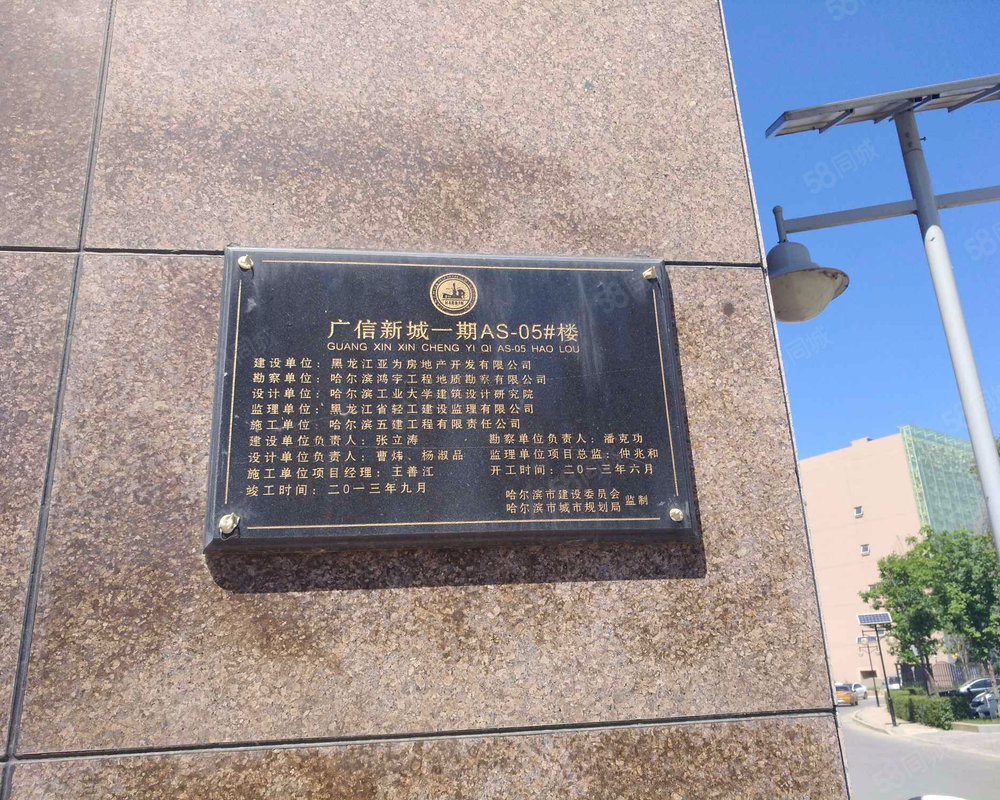 广信新城一期AS-05#楼
GUANG XIN XIN CHENG YI QI AS-05 HAO LOU
建设单位：黑龙江亚为房地产开发有限公司
勘察单位：哈尔滨鸿宇工程地质勘察有限公司
设计单位：哈尔滨工业大学建筑设计研究院
监理单位：黑龙江省轻工建设监理有限公司
施工单位：哈尔滨五建工程有限责任公司
建设单位负责人：张立涛 勘察单位负责人：潘克功
设计单位负责人：曹炜、杨淑品 监理单位项目总监：仲兆和
施工单位项目经理：王善江 开工时间：二0一三年六月
竣工时间：二0一三年九月
哈尔滨市建设委员会
哈尔滨市城市规划局 监制
58同城